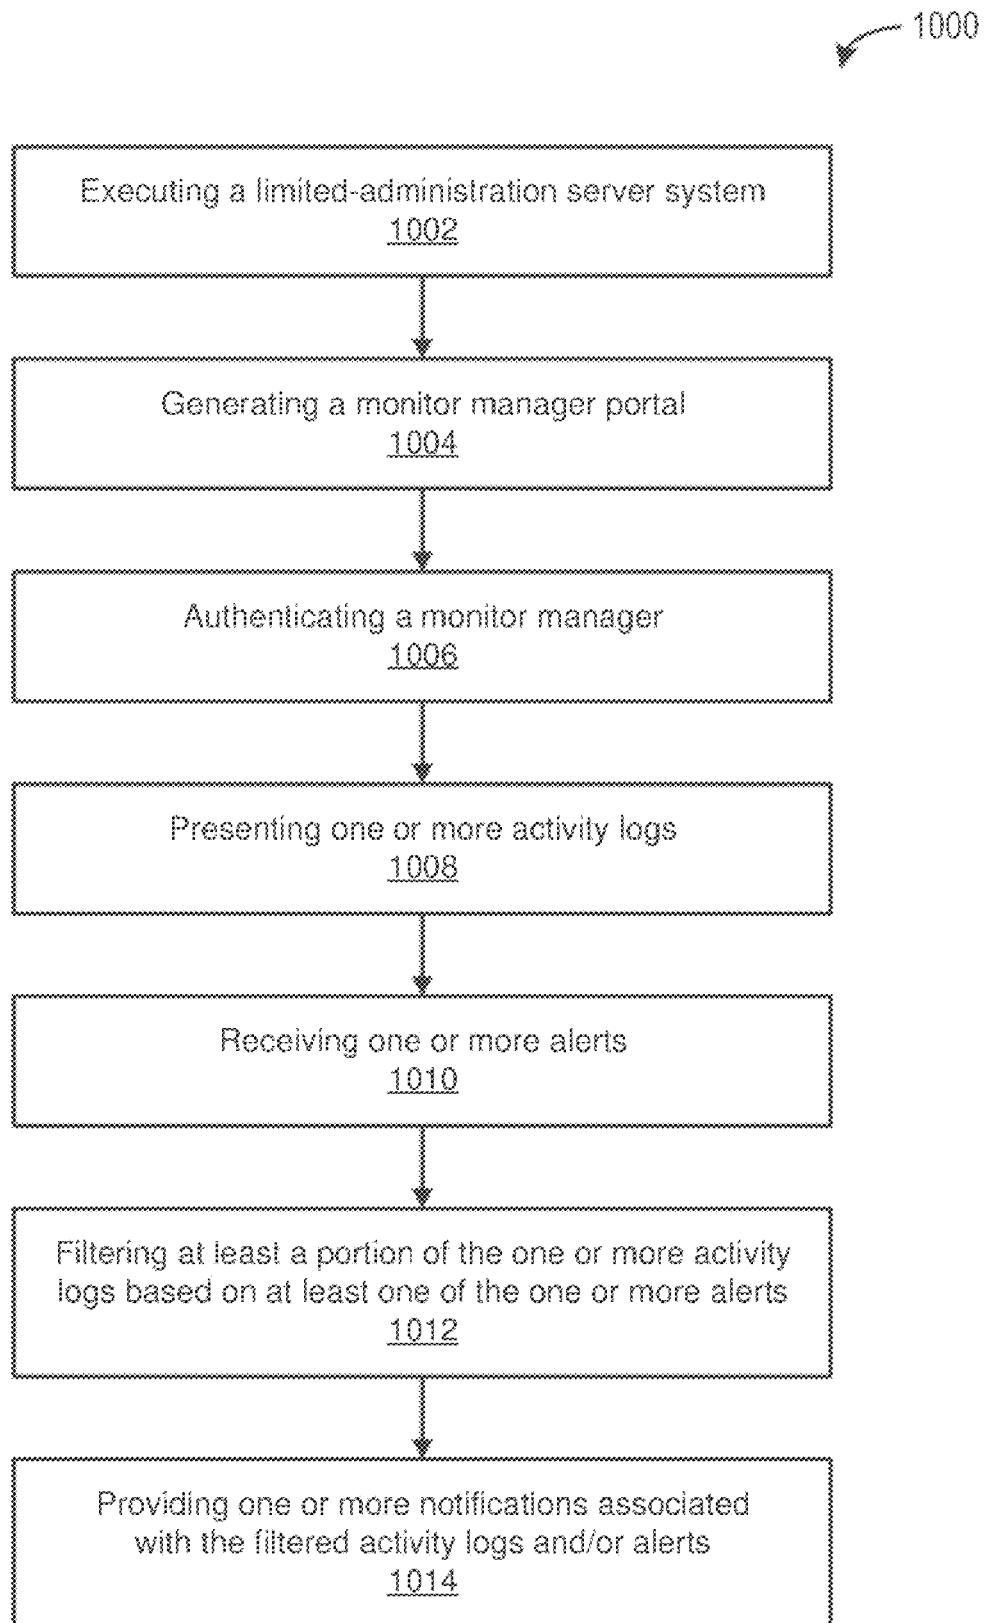 1000
Executing a limited-administration server system
1002
Generating a monitor manager portal
1004
Authenticating a monitor manager
1006
Presenting one or more activity logs
1008
Receiving one or more alerts
1010
Filtering at least a portion of the one or more activity
logs based on at least one of the one or more alerts
1012
Providing one or more notifications associated
with the filtered activity logs and/or alerts
1014